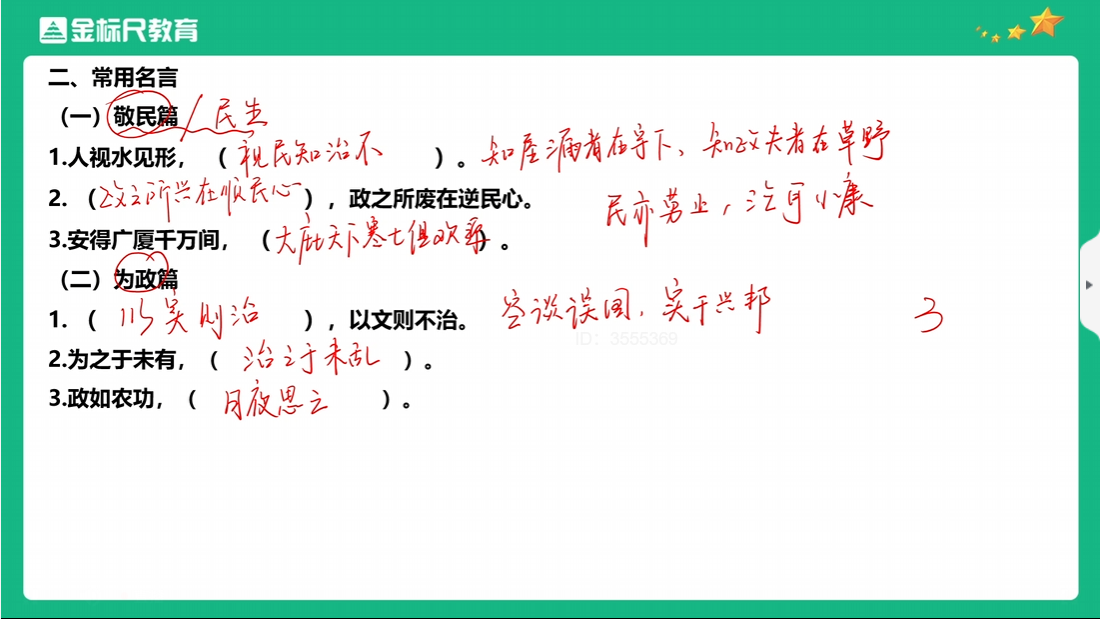 金标尺教育
二、常用名言
（一）敬民篇 / 民生
1.人视水见形，（视民知治不）。知屋漏者在宇下、知政失者在草野
2.（政之所兴在顺民心），政之所废在逆民心。民亦劳止，汔可小康
3.安得广厦千万间，（大庇天下寒士俱欢颜）。
（二）为政篇
1.（以实则治），以文则不治。空谈误国，实干兴邦 3
ID：3555369
2.为之于未有，（治之于未乱）。
3.政如农功，（日夜思之）。